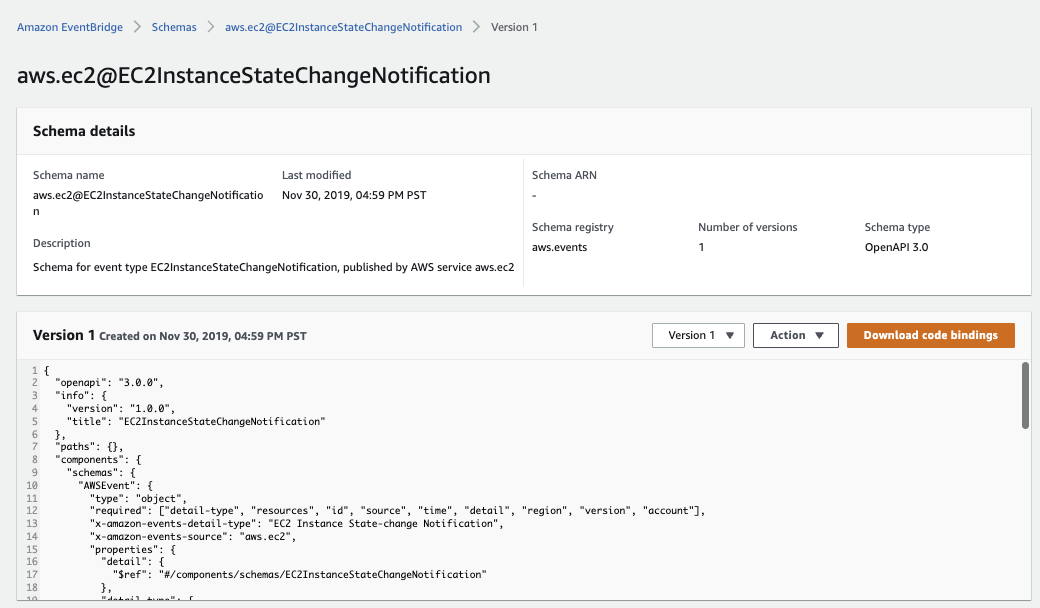 Amazon EventBridge > Schemas > aws.ec2@EC2InstanceStateChangeNotification > Version 1
aws.ec2@EC2InstanceStateChangeNotification
Schema details
Schema name
aws.ec2@EC2InstanceStateChangeNotificatio
n
Last modified
Nov 30, 2019, 04:59 PM PST
Description
Schema for event type EC2InstanceStateChangeNotification, published by AWS service aws.ec2
Schema ARN
-
Schema registry
aws.events
Number of versions
1
Schema type
OpenAPI 3.0
Version 1 Created on Nov 30, 2019, 04:59 PM PST
Version 1 ▼
Action ▼
Download code bindings
1 {
2   "openapi": "3.0.0",
3   "info": {
4     "version": "1.0.0",
5     "title": "EC2InstanceStateChangeNotification"
6   },
7   "paths": {},
8   "components": {
9     "schemas": {
10       "AWSEvent": {
11         "type": "object",
12         "required": ["detail-type", "resources", "id", "source", "time", "detail", "region", "version", "account"],
13         "x-amazon-events-detail-type": "EC2 Instance State-change Notification",
14         "x-amazon-events-source": "aws.ec2",
15         "properties": {
16           "detail": {
17             "$ref": "#/components/schemas/EC2InstanceStateChangeNotification"
18           },
19           "detail-type": {